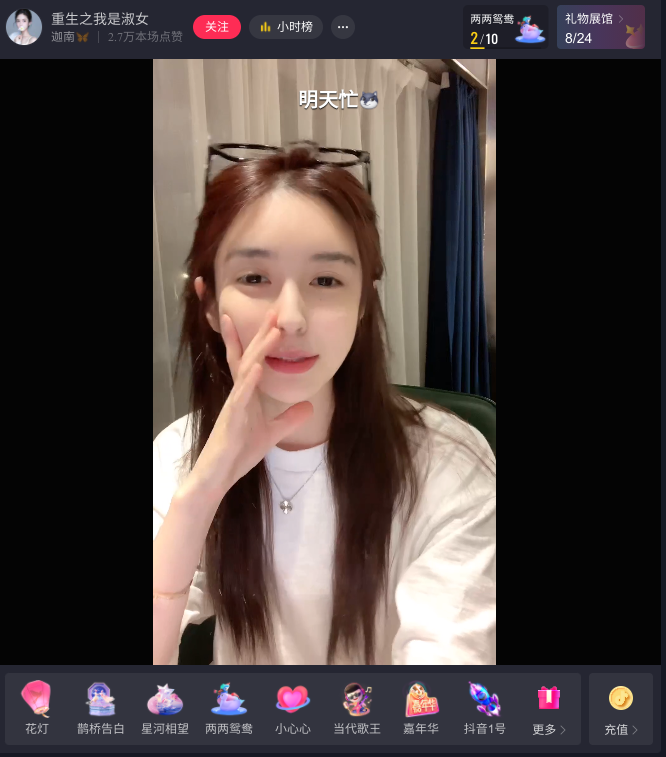 重生之我是淑女
迦南🦋 | 2.7万本场点赞
关注
小时榜
两两鸳鸯
2/10
礼物展馆
8/24
明天忙
花灯
鹊桥告白
星河相望
两两鸳鸯
小心心
当代歌王
嘉年华
嘉年华
抖音1号
更多
充值